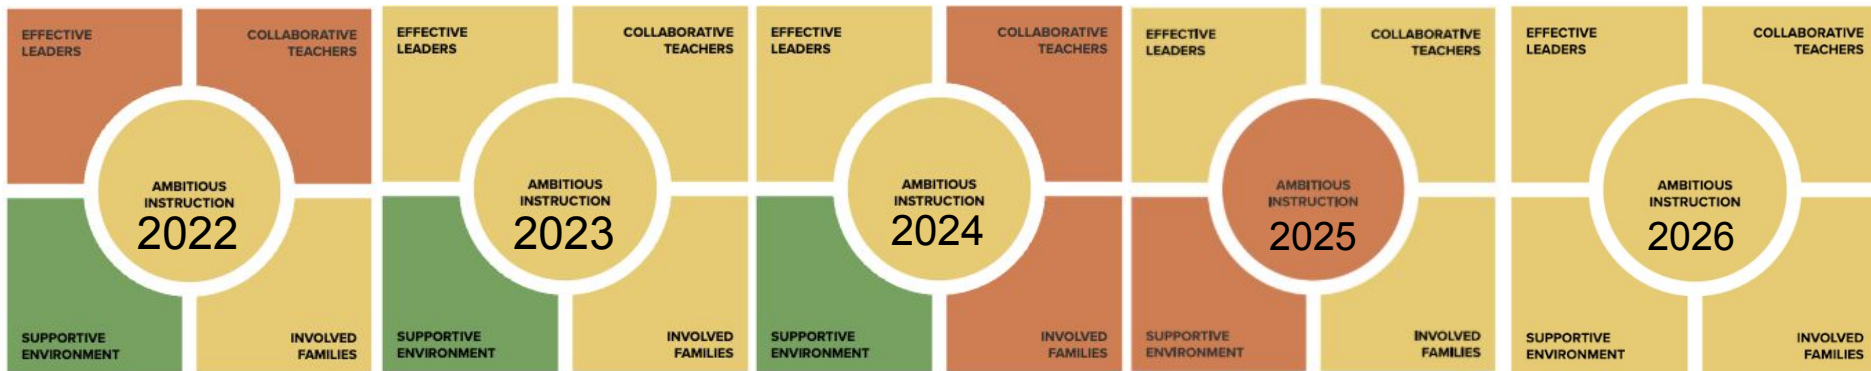 EFFECTIVE
LEADERS
COLLABORATIVE
TEACHERS
AMBITIOUS
INSTRUCTION
2022
SUPPORTIVE
ENVIRONMENT
INVOLVED
FAMILIES
EFFECTIVE
LEADERS
COLLABORATIVE
TEACHERS
AMBITIOUS
INSTRUCTION
2023
SUPPORTIVE
ENVIRONMENT
INVOLVED
FAMILIES
EFFECTIVE
LEADERS
COLLABORATIVE
TEACHERS
AMBITIOUS
INSTRUCTION
2024
SUPPORTIVE
ENVIRONMENT
INVOLVED
FAMILIES
EFFECTIVE
LEADERS
COLLABORATIVE
TEACHERS
AMBITIOUS
INSTRUCTION
2025
SUPPORTIVE
ENVIRONMENT
INVOLVED
FAMILIES
EFFECTIVE
LEADERS
COLLABORATIVE
TEACHERS
AMBITIOUS
INSTRUCTION
2026
SUPPORTIVE
ENVIRONMENT
INVOLVED
FAMILIES